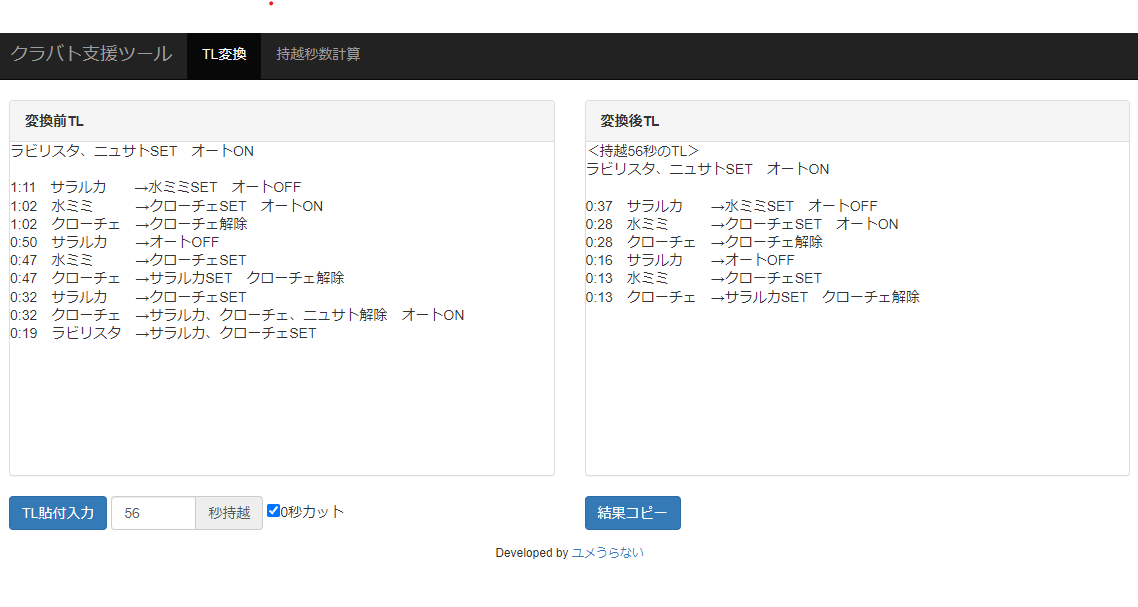 クラバト支援ツール TL変換 持越秒数計算
変換前TL
ラビリスタ、ニュサトSET　オートON
1:11　サラルカ　　→水ミミSET　オートOFF
1:02　水ミミ　　　→クローチェSET　オートON
1:02　クローチェ　→クローチェ解除
0:50　サラルカ　　→オートOFF
0:47　水ミミ　　　→クローチェSET
0:47　クローチェ　→サラルカSET　クローチェ解除
0:32　サラルカ　　→クローチェSET
0:32　クローチェ　→サラルカ、クローチェ、ニュサト解除　オートON
0:19　ラビリスタ　→サラルカ、クローチェSET
TL貼付入力 56 秒持越 0秒カット
変換後TL
＜持越56秒のTL＞
ラビリスタ、ニュサトSET　オートON
0:37　サラルカ　　→水ミミSET　オートOFF
0:28　水ミミ　　　→クローチェSET　オートON
0:28　クローチェ　→クローチェ解除
0:16　サラルカ　　→オートOFF
0:13　水ミミ　　　→クローチェSET
0:13　クローチェ　→サラルカSET　クローチェ解除
結果コピー
Developed by ユメうらない